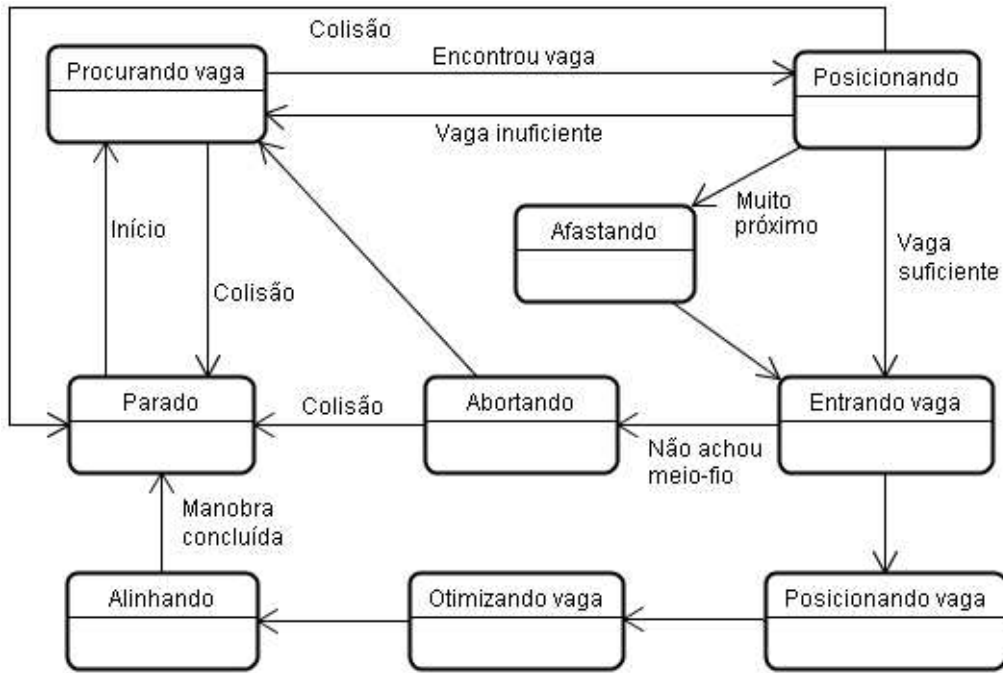 Colisão
Procurando vaga
Encontrou vaga
Posicionando
Vaga inuficiente
Início
Colisão
Afastando
Muito
próximo
Vaga
suficiente
Parado
Colisão
Abortando
Entrando vaga
Não achou
meio-fio
Manobra
concluída
Alinhando
Otimizando vaga
Posicionando vaga